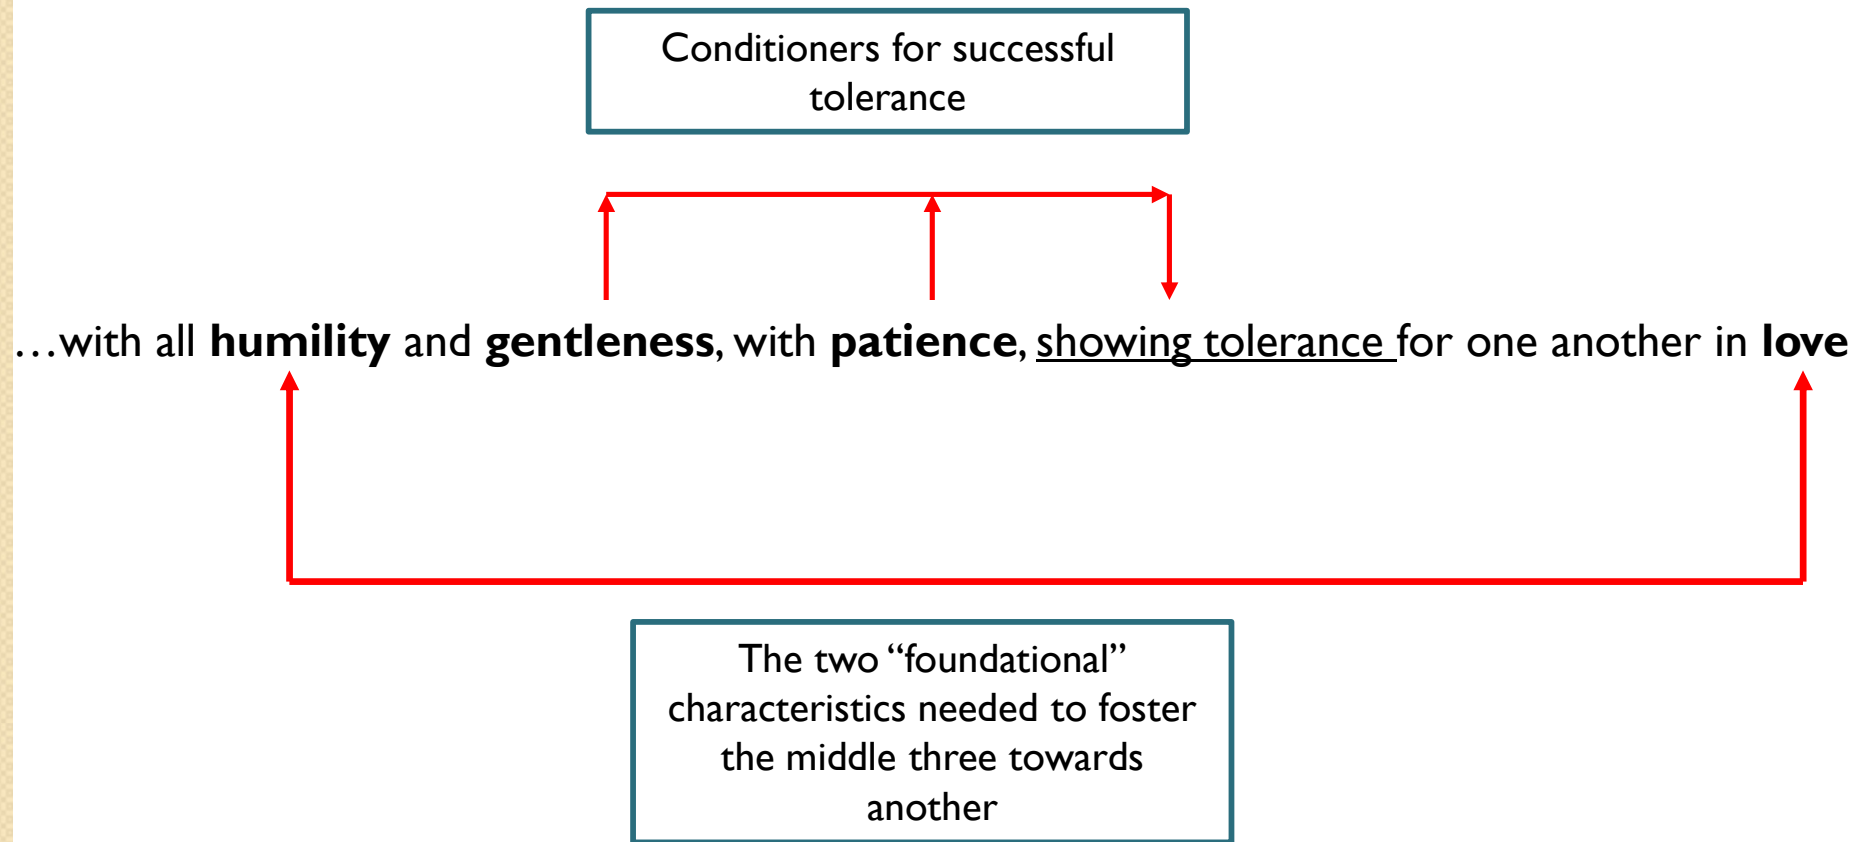 Conditioners for successful
tolerance
…with all humility and gentleness, with patience, showing tolerance for one another in love
The two “foundational”
characteristics needed to foster
the middle three towards
another